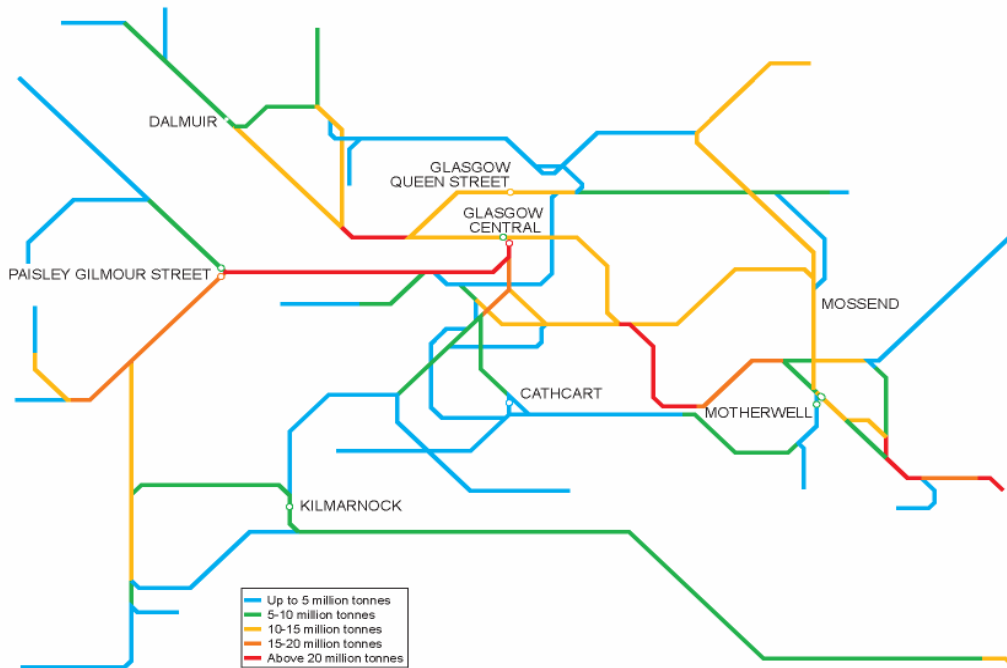 DALMUIR
GLASGOW
QUEEN STREET
GLASGOW
CENTRAL
PAISLEY GILMOUR STREET
MOSSEND
CATHCART
MOTHERWELL
KILMARNOCK
Up to 5 million tonnes
5-10 million tonnes
10-15 million tonnes
15-20 million tonnes
Above 20 million tonnes